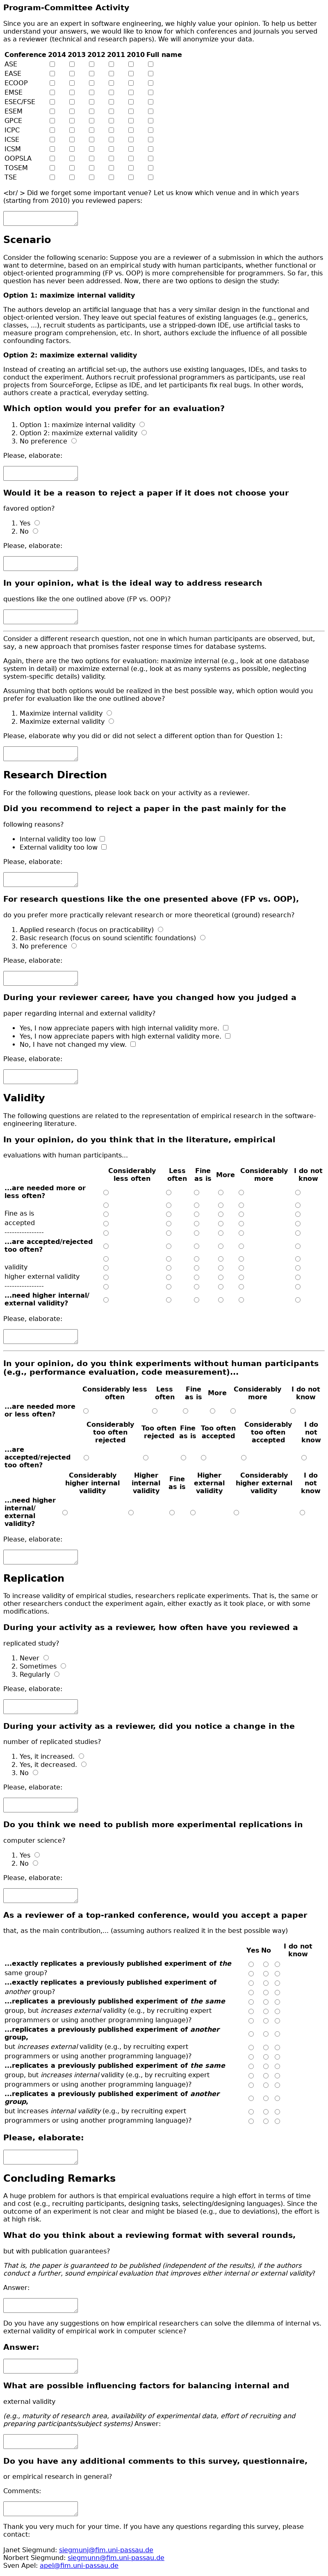 Program-Committee Activity
Since you are an expert in software engineering, we highly value your opinion. To help us better
understand your answers, we would like to know for which conferences and journals you served
as a reviewer (technical and research papers). We will anonymize your data.
Conference 2014 2013 2012 2011 2010 Full name
ASE
EASE
ECOOP
EMSE
ESEC/FSE
ESEM
GPCE
ICPC
ICSE
ICSM
OOPSLA
TOSEM
TSE
<br/ > Did we forget some important venue? Let us know which venue and in which years
(starting from 2010) you reviewed papers:
Scenario
Consider the following scenario: Suppose you are a reviewer of a submission in which the authors
want to determine, based on an empirical study with human participants, whether functional or
object-oriented programming (FP vs. OOP) is more comprehensible for programmers. So far, this
question has never been addressed. Now, there are two options to design the study:
Option 1: maximize internal validity
The authors develop an artificial language that has a very similar design in the functional and
object-oriented version. They leave out special features of existing languages (e.g., generics,
classes, ...), recruit students as participants, use a stripped-down IDE, use artificial tasks to
measure program comprehension, etc. In short, authors exclude the influence of all possible
confounding factors.
Option 2: maximize external validity
Instead of creating an artificial set-up, the authors use existing languages, IDEs, and tasks to
conduct the experiment. Authors recruit professional programmers as participants, use real
projects from SourceForge, Eclipse as IDE, and let participants fix real bugs. In other words,
authors create a practical, everyday setting.
Which option would you prefer for an evaluation?
1. Option 1: maximize internal validity
2. Option 2: maximize external validity
3. No preference
Please, elaborate:
Would it be a reason to reject a paper if it does not choose your
favored option?
1. Yes
2. No
Please, elaborate:
In your opinion, what is the ideal way to address research
questions like the one outlined above (FP vs. OOP)?
Consider a different research question, not one in which human participants are observed, but,
say, a new approach that promises faster response times for database systems.
Again, there are the two options for evaluation: maximize internal (e.g., look at one database
system in detail) or maximize external (e.g., look at as many systems as possible, neglecting
system-specific details) validity.
Assuming that both options would be realized in the best possible way, which option would you
prefer for evaluation like the one outlined above?
1. Maximize internal validity
2. Maximize external validity
Please, elaborate why you did or did not select a different option than for Question 1:
Research Direction
For the following questions, please look back on your activity as a reviewer.
Did you recommend to reject a paper in the past mainly for the
following reasons?
• Internal validity too low
• External validity too low
Please, elaborate:
For research questions like the one presented above (FP vs. OOP),
do you prefer more practically relevant research or more theoretical (ground) research?
1. Applied research (focus on practicability)
2. Basic research (focus on sound scientific foundations)
3. No preference
Please, elaborate:
During your reviewer career, have you changed how you judged a
paper regarding internal and external validity?
• Yes, I now appreciate papers with high internal validity more.
• Yes, I now appreciate papers with high external validity more.
• No, I have not changed my view.
Please, elaborate:
Validity
The following questions are related to the representation of empirical research in the software-
engineering literature.
In your opinion, do you think that in the literature, empirical
evaluations with human participants...
Considerably less often Less often Fine as is More Considerably more I do not know
...are needed more or
less often?
Fine as is
accepted
----------------
...are accepted/rejected
too often?
validity
higher external validity
----------------
...need higher internal/
external validity?
Please, elaborate:
In your opinion, do you think experiments without human participants
(e.g., performance evaluation, code measurement)...
Considerably less often Less often Fine as is More Considerably more I do not know
...are needed more
or less often?
Considerably too often rejected Too often rejected Fine as is Too often accepted Considerably too often accepted I do not know
...are
accepted/rejected
too often?
Considerably higher internal validity Higher internal validity Fine as is Higher external validity Considerably higher external validity I do not know
...need higher
internal/
external
validity?
Please, elaborate:
Replication
To increase validity of empirical studies, researchers replicate experiments. That is, the same or
other researchers conduct the experiment again, either exactly as it took place, or with some
modifications.
During your activity as a reviewer, how often have you reviewed a
replicated study?
1. Never
2. Sometimes
3. Regularly
Please, elaborate:
During your activity as a reviewer, did you notice a change in the
number of replicated studies?
1. Yes, it increased.
2. Yes, it decreased.
3. No
Please, elaborate:
Do you think we need to publish more experimental replications in
computer science?
1. Yes
2. No
Please, elaborate:
As a reviewer of a top-ranked conference, would you accept a paper
that, as the main contribution,... (assuming authors realized it in the best possible way)
Yes No I do not know
...exactly replicates a previously published experiment of the
same group?
...exactly replicates a previously published experiment of
another group?
...replicates a previously published experiment of the same
group, but increases external validity (e.g., by recruiting expert
programmers or using another programming language)?
...replicates a previously published experiment of another
group,
but increases external validity (e.g., by recruiting expert
programmers or using another programming language)?
...replicates a previously published experiment of the same
group, but increases internal validity (e.g., by recruiting expert
programmers or using another programming language)?
...replicates a previously published experiment of another
group,
but increases internal validity (e.g., by recruiting expert
programmers or using another programming language)?
Please, elaborate:
Concluding Remarks
A huge problem for authors is that empirical evaluations require a high effort in terms of time
and cost (e.g., recruiting participants, designing tasks, selecting/designing languages). Since the
outcome of an experiment is not clear and might be biased (e.g., due to deviations), the effort is
at high risk.
What do you think about a reviewing format with several rounds,
but with publication guarantees?
That is, the paper is guaranteed to be published (independent of the results), if the authors
conduct a further, sound empirical evaluation that improves either internal or external validity?
Answer:
Do you have any suggestions on how empirical researchers can solve the dilemma of internal vs.
external validity of empirical work in computer science?
Answer:
What are possible influencing factors for balancing internal and
external validity
(e.g., maturity of research area, availability of experimental data, effort of recruiting and
preparing participants/subject systems) Answer:
Do you have any additional comments to this survey, questionnaire,
or empirical research in general?
Comments:
Thank you very much for your time. If you have any questions regarding this survey, please
contact:
Janet Siegmund: siegmunj@fim.uni-passau.de
Norbert Siegmund: siegmunn@fim.uni-passau.de
Sven Apel: apel@fim.uni-passau.de